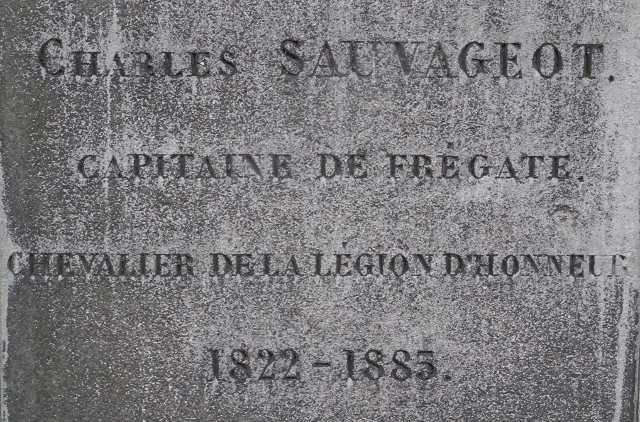 CHARLES SAUVAGEOT.
CAPITAINE DE FRÉGATE.
CHEVALIER DE LA LÉGION D'HONNEUR
1822-1885.